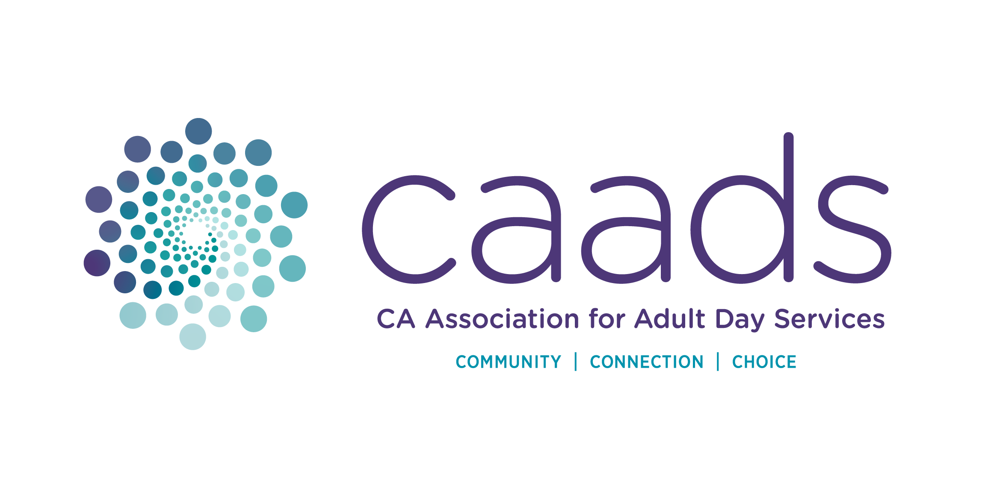 caads
CA Association for Adult Day Services
COMMUNITY | CONNECTION | CHOICE